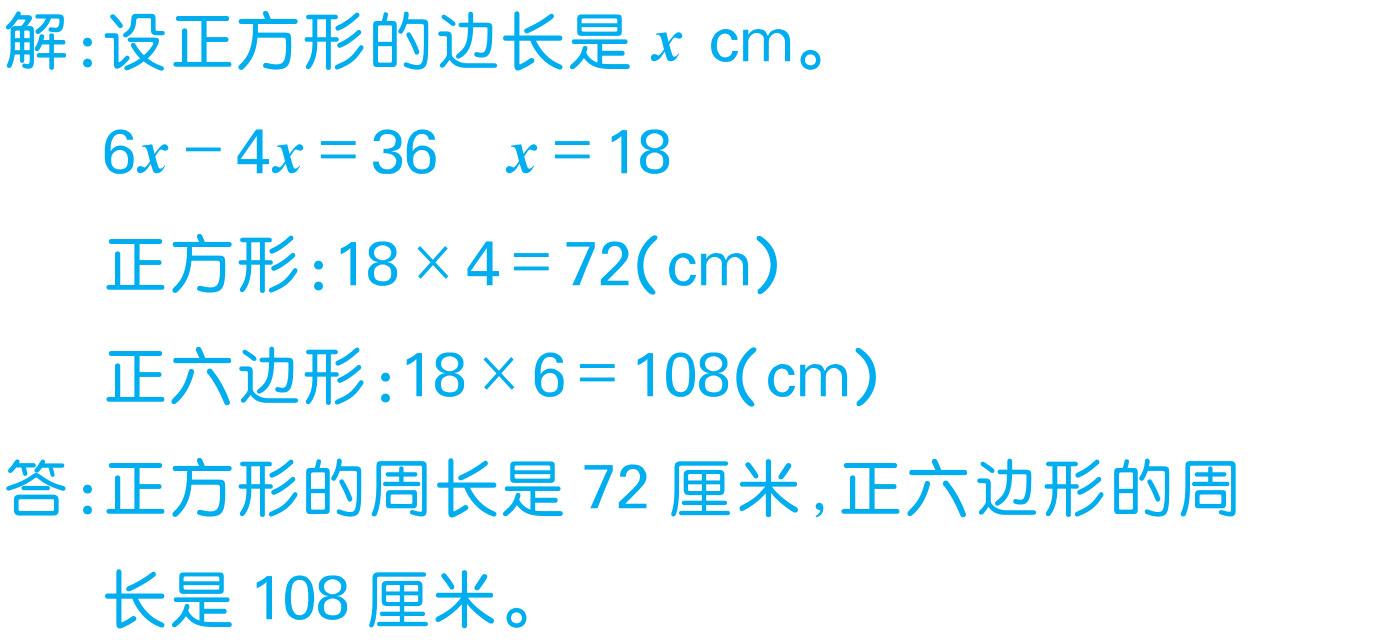 解:设正方形的边长是 x cm。
6x－4x＝36　x＝18
正方形:18×4＝72(cm)
正六边形:18×6＝108(cm)
答:正方形的周长是 72 厘米,正六边形的周
长是 108 厘米。